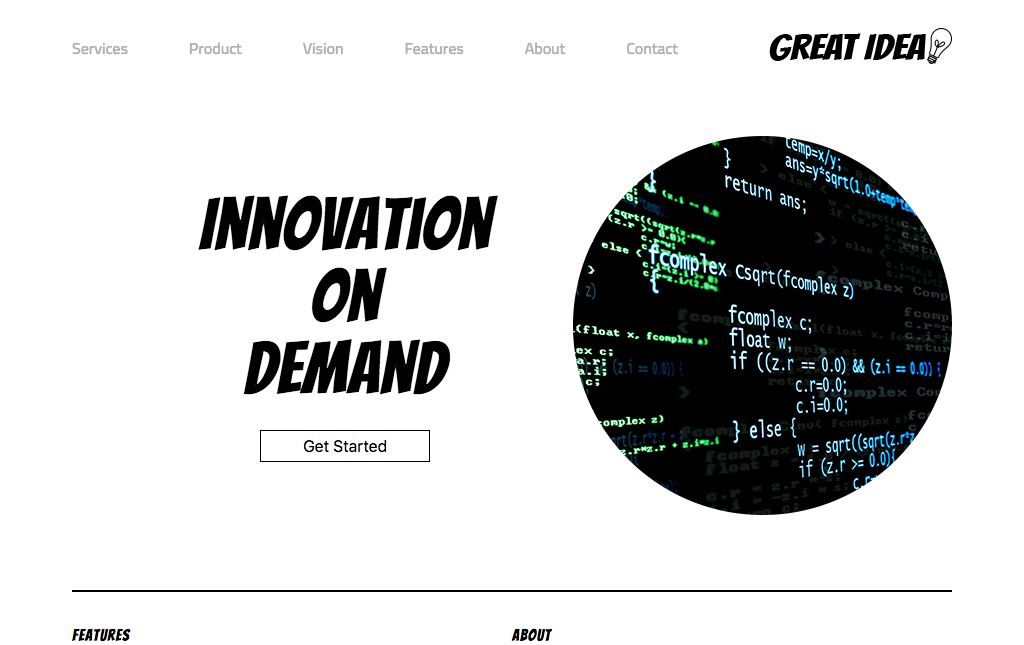 Services Product Vision Features About Contact GREAT IDEA
INNOVATION
ON
DEMAND
Get Started
temp=x/y;
ans=y*sqrt(1.0+temp*temp
}
return ans;
fcomplex Csqrt(fcomplex z)
{
fcomplex c;
float w;
if ((z.r == 0.0) && (z.i == 0.0)) {
c.r=0.0;
c.i=0.0;
} else {
w = sqrt((sqrt(z.r*z
if (z.r >= 0.0){
c.r
(float x, fcomplex a)
FEATURES ABOUT